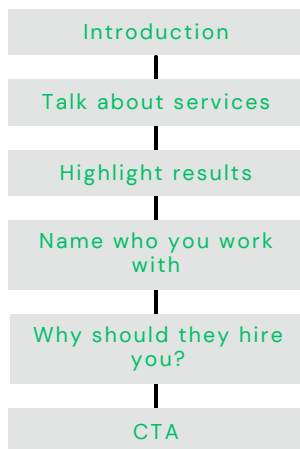 Introduction
Talk about services
Highlight results
Name who you work
with
Why should they hire
you?
CTA